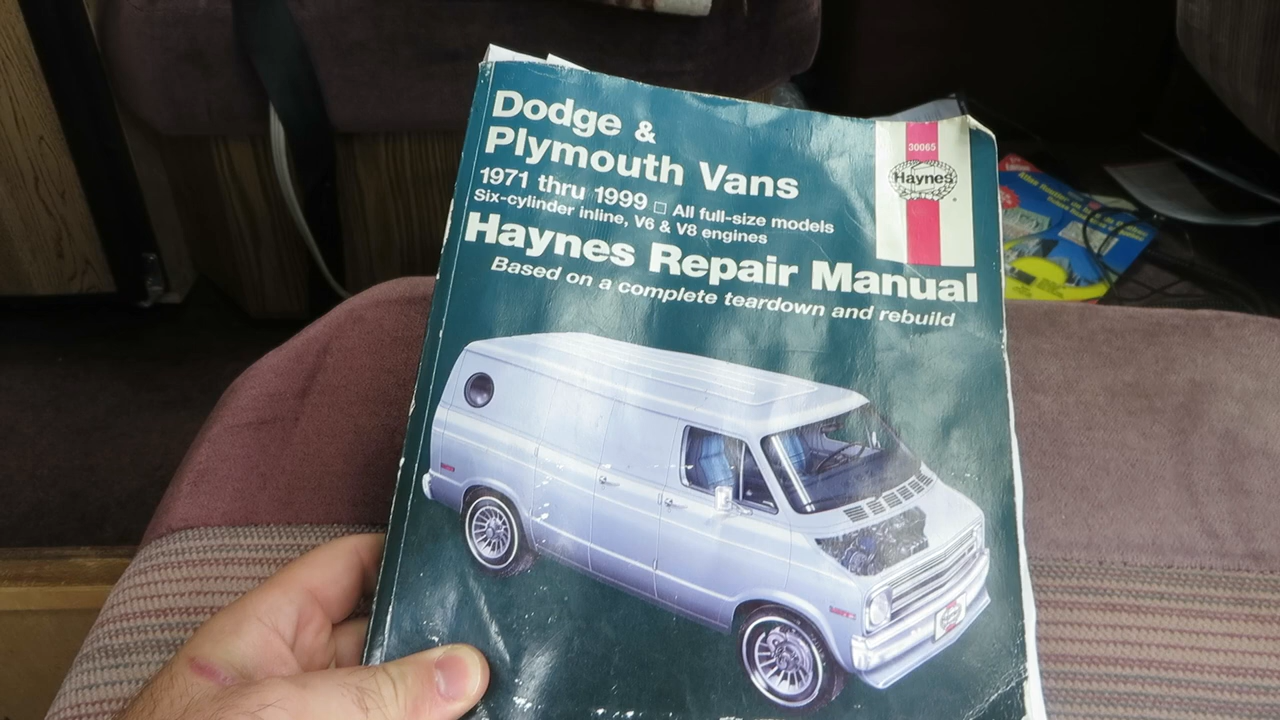 Dodge &
Plymouth Vans
1971 thru 1999 □ All full-size models
Six-cylinder inline, V6 & V8 engines
Haynes Repair Manual
Based on a complete teardown and rebuild
30065
Haynes